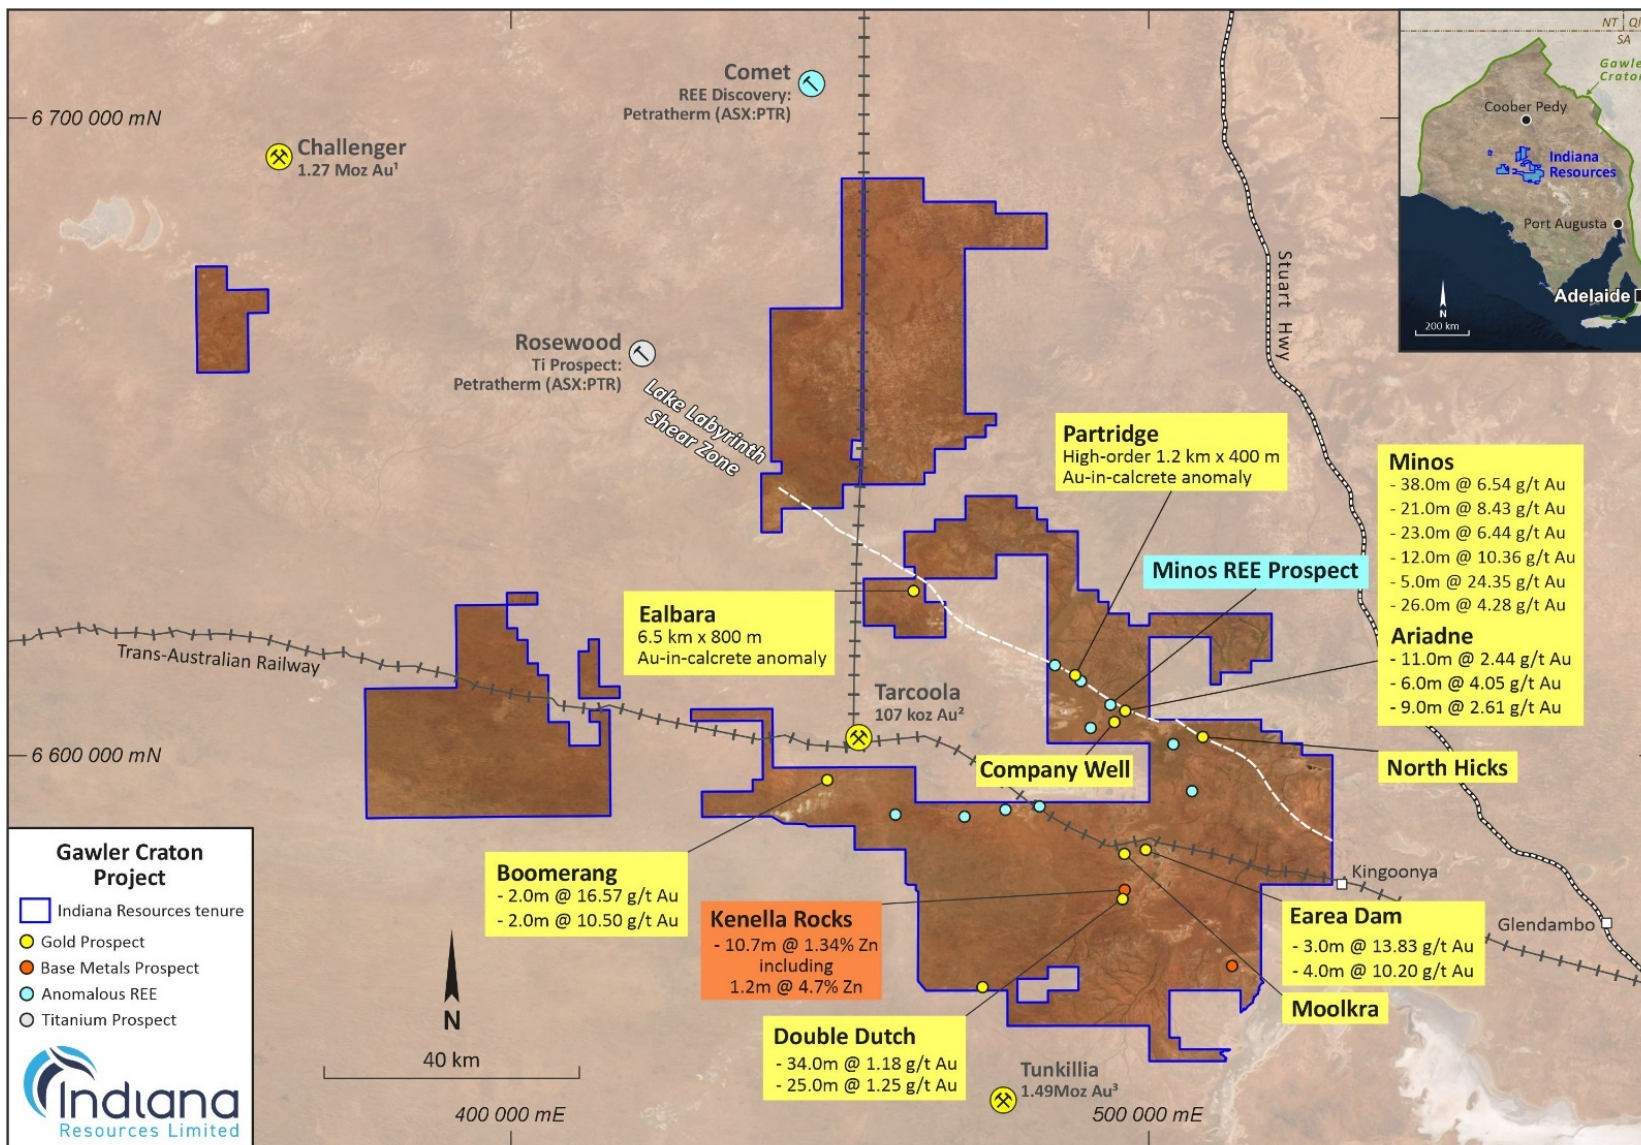 Comet
REE Discovery:
Petratherm (ASX:PTR)
6 700 000 mN
Challenger
1.27 Moz Au¹
NT
SA
Coober Pedy
Indiana
Resources
Port Augusta
Adelaide
N
200 km
Stuart Hwy
Rosewood
Ti Prospect:
Petratherm (ASX:PTR)
Lake Labyrinth
Shear Zone
Partridge
High-order 1.2 km x 400 m
Au-in-calcrete anomaly
Minos
- 38.0m @ 6.54 g/t Au
- 21.0m @ 8.43 g/t Au
- 23.0m @ 6.44 g/t Au
- 12.0m @ 10.36 g/t Au
- 5.0m @ 24.35 g/t Au
- 26.0m @ 4.28 g/t Au
Minos REE Prospect
Ealbara
6.5 km x 800 m
Au-in-calcrete anomaly
Ariadne
- 11.0m @ 2.44 g/t Au
- 6.0m @ 4.05 g/t Au
- 9.0m @ 2.61 g/t Au
Trans-Australian Railway
Tarcoola
107 koz Au²
6 600 000 mN
Company Well
North Hicks
Gawler Craton
Project
Indiana Resources tenure
Gold Prospect
Base Metals Prospect
Anomalous REE
Titanium Prospect
Indiana
Resources Limited
Boomerang
- 2.0m @ 16.57 g/t Au
- 2.0m @ 10.50 g/t Au
Kenella Rocks
- 10.7m @ 1.34% Zn
including
1.2m @ 4.7% Zn
Kingoonya
Glendambo
Earea Dam
- 3.0m @ 13.83 g/t Au
- 4.0m @ 10.20 g/t Au
Moolkra
Double Dutch
- 34.0m @ 1.18 g/t Au
- 25.0m @ 1.25 g/t Au
N
40 km
Tunkillia
1.49Moz Au³
400 000 mE
500 000 mE